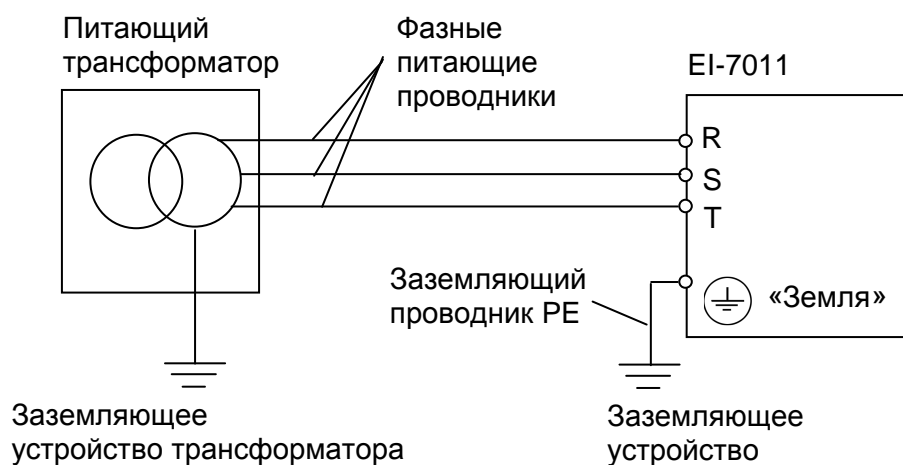 Питающий
трансформатор
Фазные
питающие
проводники
EI-7011
R
S
T
Заземляющий
проводник PE
«Земля»
Заземляющее
устройство трансформатора
Заземляющее
устройство